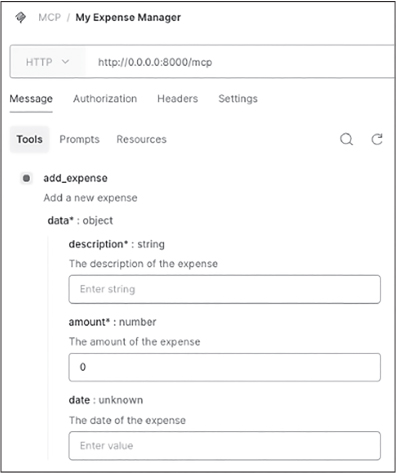 MCP / My Expense Manager
HTTP http://0.0.0.0:8000/mcp
Message Authorization Headers Settings
Tools Prompts Resources
add_expense
Add a new expense
data* : object
description* : string
The description of the expense
Enter string
amount* : number
The amount of the expense
0
date : unknown
The date of the expense
Enter value